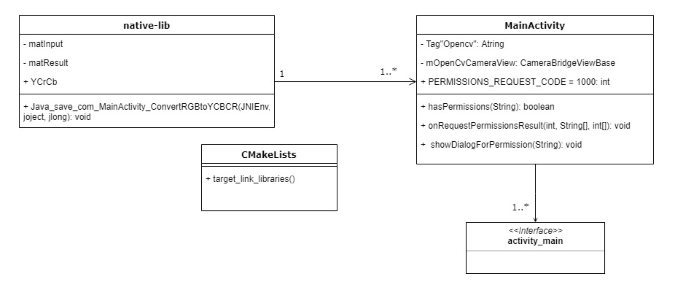 native-lib
- matInput
- matResult
+ YCrCb
+ Java_save_com_MainActivity_ConvertRGBtoYCBCR(JNIEnv,
joject, jlong): void
1
1..*
MainActivity
- Tag"Opencv": Atring
- mOpenCvCameraView: CameraBridgeViewBase
+ PERMISSIONS_REQUEST_CODE = 1000: int
+ hasPermissions(String): boolean
+ onRequestPermissionsResult(int, String[], int[]): void
+ showDialogForPermission(String): void
CMakeLists
+ target_link_libraries()
1..*
<<Interface>>
activity_main